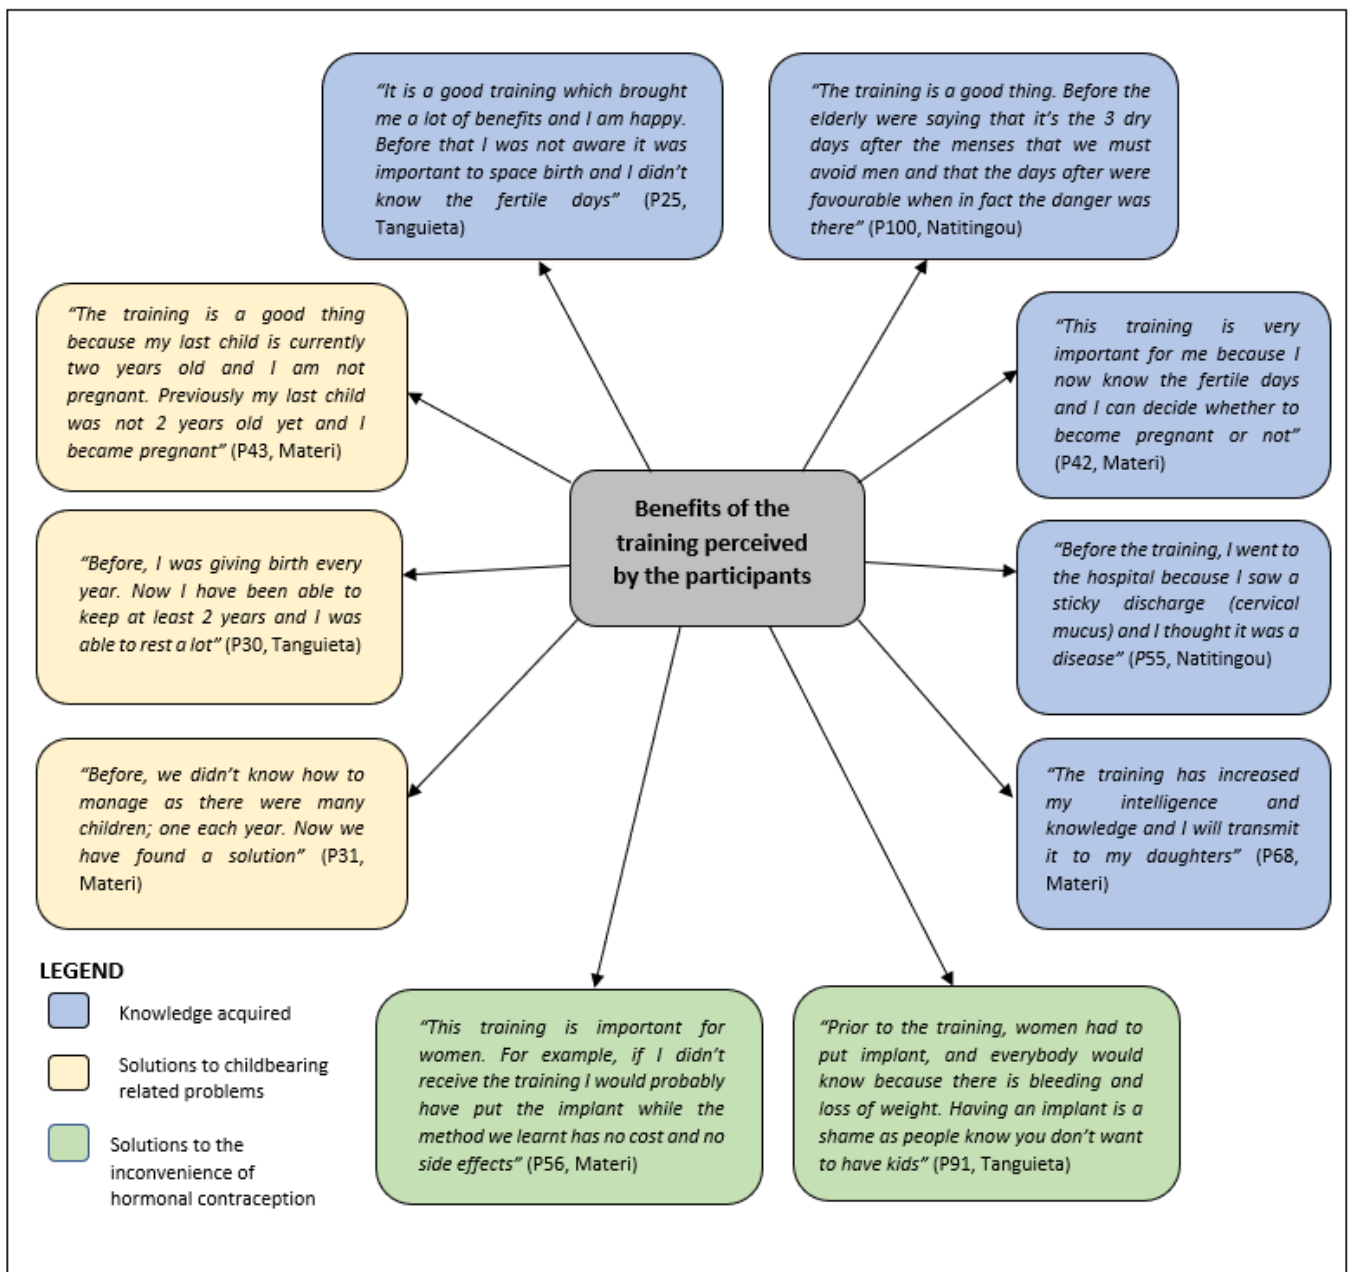 “It is a good training which brought
me a lot of benefits and I am happy.
Before that I was not aware it was
important to space birth and I didn’t
know the fertile days” (P25,
Tanguieta)
“The training is a good thing. Before the
elderly were saying that it’s the 3 dry
days after the menses that we must
avoid men and that the days after were
favourable when in fact the danger was
there” (P100, Natitingou)
“The training is a good thing
because my last child is currently
two years old and I am not
pregnant. Previously my last child
was not 2 years old yet and I
became pregnant” (P43, Materi)
“This training is very
important for me because I
now know the fertile days
and I can decide whether to
become pregnant or not”
(P42, Materi)
Benefits of the
training perceived
by the participants
“Before, I was giving birth every
year. Now I have been able to
keep at least 2 years and I was
able to rest a lot” (P30, Tanguieta)
“Before the training, I went to
the hospital because I saw a
sticky discharge (cervical
mucus) and I thought it was a
disease” (P55, Natitingou)
“Before, we didn’t know how to
manage as there were many
children; one each year. Now we
have found a solution” (P31,
Materi)
“The training has increased
my intelligence and
knowledge and I will transmit
it to my daughters” (P68,
Materi)
LEGEND
Knowledge acquired
Solutions to childbearing
related problems
Solutions to the
inconvenience of
hormonal contraception
“This training is important for
women. For example, if I didn’t
receive the training I would probably
have put the implant while the
method we learnt has no cost and no
side effects” (P56, Materi)
“Prior to the training, women had to
put implant, and everybody would
know because there is bleeding and
loss of weight. Having an implant is a
shame as people know you don’t want
to have kids” (P91, Tanguieta)